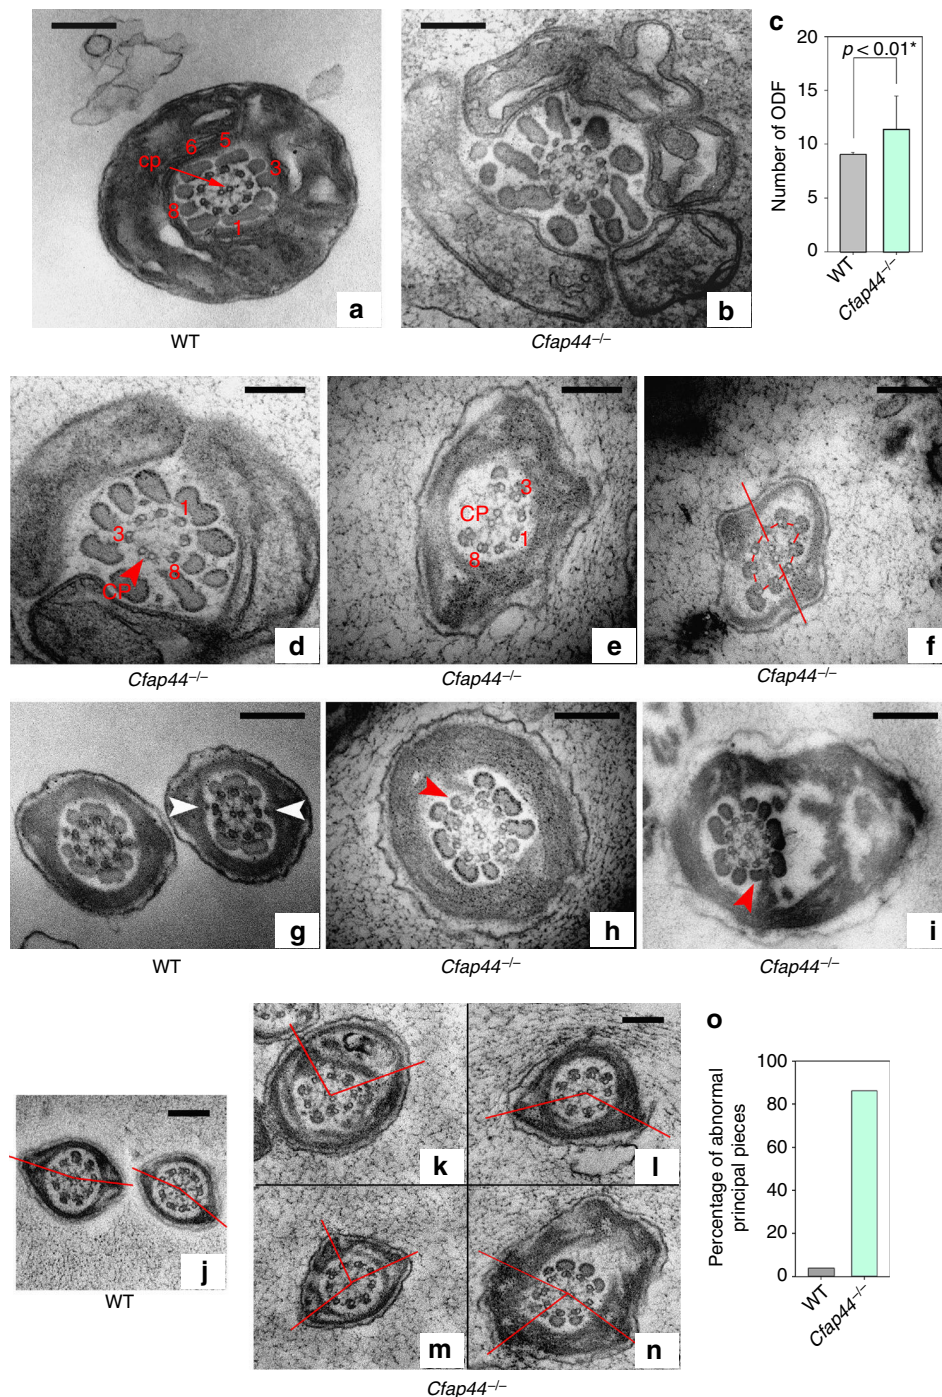 cp
6
5
3
8
1
a
WT
b
Cfap44–/–
c
20
15
10
5
0
Number of ODF
p < 0.01*
WT
Cfap44–/–
1
3
8
CP
d
Cfap44–/–
3
CP
1
8
e
Cfap44–/–
f
Cfap44–/–
g
WT
h
Cfap44–/–
i
Cfap44–/–
j
WT
k
l
m
n
Cfap44–/–
o
100
80
60
40
20
0
Percentage of abnormal
principal pieces
WT
Cfap44–/–